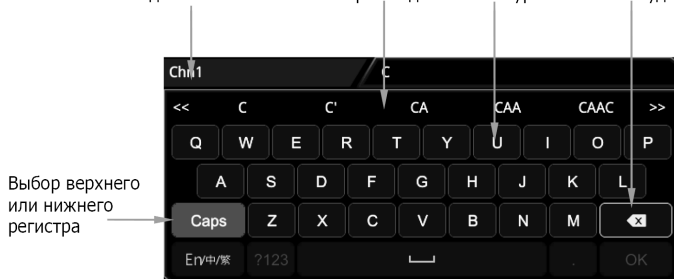 Chn1 C
<< C C' CA CAA CAAC >>
Q W E R T Y U I O P
A S D F G H J K L
Выбор верхнего
или нижнего
регистра
Caps Z X C V B N M
En/中/繁 ?123 . OK